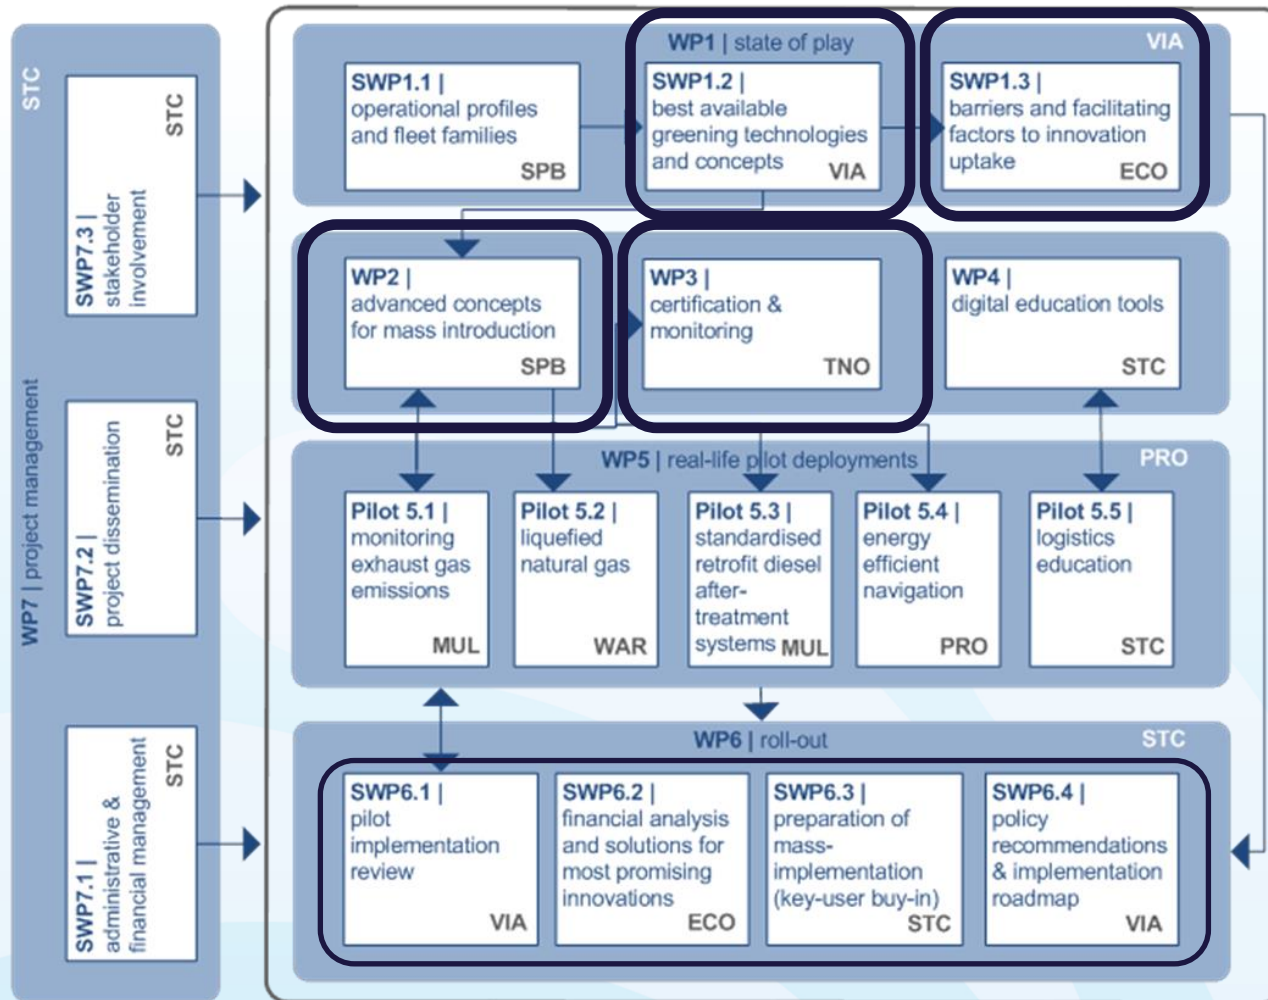 STC
WP7 | project management
SWP7.3 |
stakeholder
involvement
STC
SWP7.2 |
project dissemination
STC
SWP7.1 |
administrative &
financial management
STC
WP1 | state of play
VIA
SWP1.1 |
operational profiles
and fleet families
SPB
SWP1.2 |
best available
greening technologies
and concepts
VIA
SWP1.3 |
barriers and facilitating
factors to innovation
uptake
ECO
WP2 |
advanced concepts
for mass introduction
SPB
WP3 |
certification &
monitoring
TNO
WP4 |
digital education tools
STC
WP5 | real-life pilot deployments
PRO
Pilot 5.1 |
monitoring
exhaust gas
emissions
MUL
Pilot 5.2 |
liquefied
natural gas
WAR
Pilot 5.3 |
standardised
retrofit diesel
after-
treatment
systems MUL
Pilot 5.4 |
energy
efficient
navigation
PRO
Pilot 5.5 |
logistics
education
STC
WP6 | roll-out
STC
SWP6.1 |
pilot
implementation
review
VIA
SWP6.2 |
financial analysis
and solutions for
most promising
innovations
ECO
SWP6.3 |
preparation of
mass-
implementation
(key-user buy-in)
STC
SWP6.4 |
policy
recommendations
& implementation
roadmap
VIA